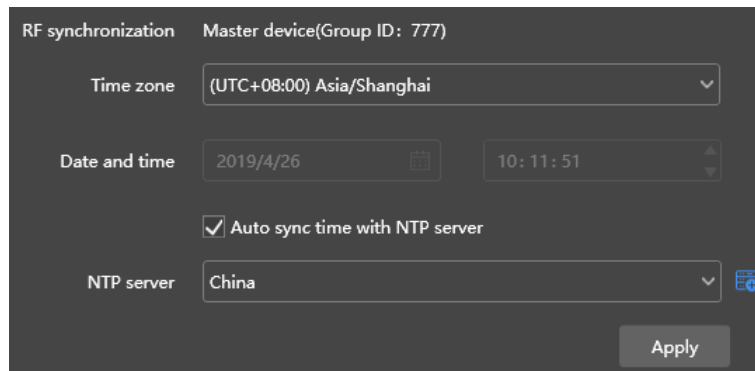 RF synchronization Master device(Group ID: 777)
Time zone (UTC+08:00) Asia/Shanghai
Date and time 2019/4/26 10:11:51
Auto sync time with NTP server
NTP server China
Apply